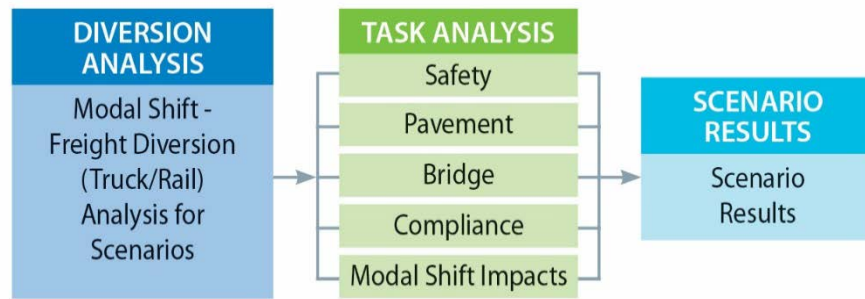 DIVERSION
ANALYSIS
Modal Shift -
Freight Diversion
(Truck/Rail)
Analysis for
Scenarios
TASK ANALYSIS
Safety
Pavement
Bridge
Compliance
Modal Shift Impacts
SCENARIO
RESULTS
Scenario
Results